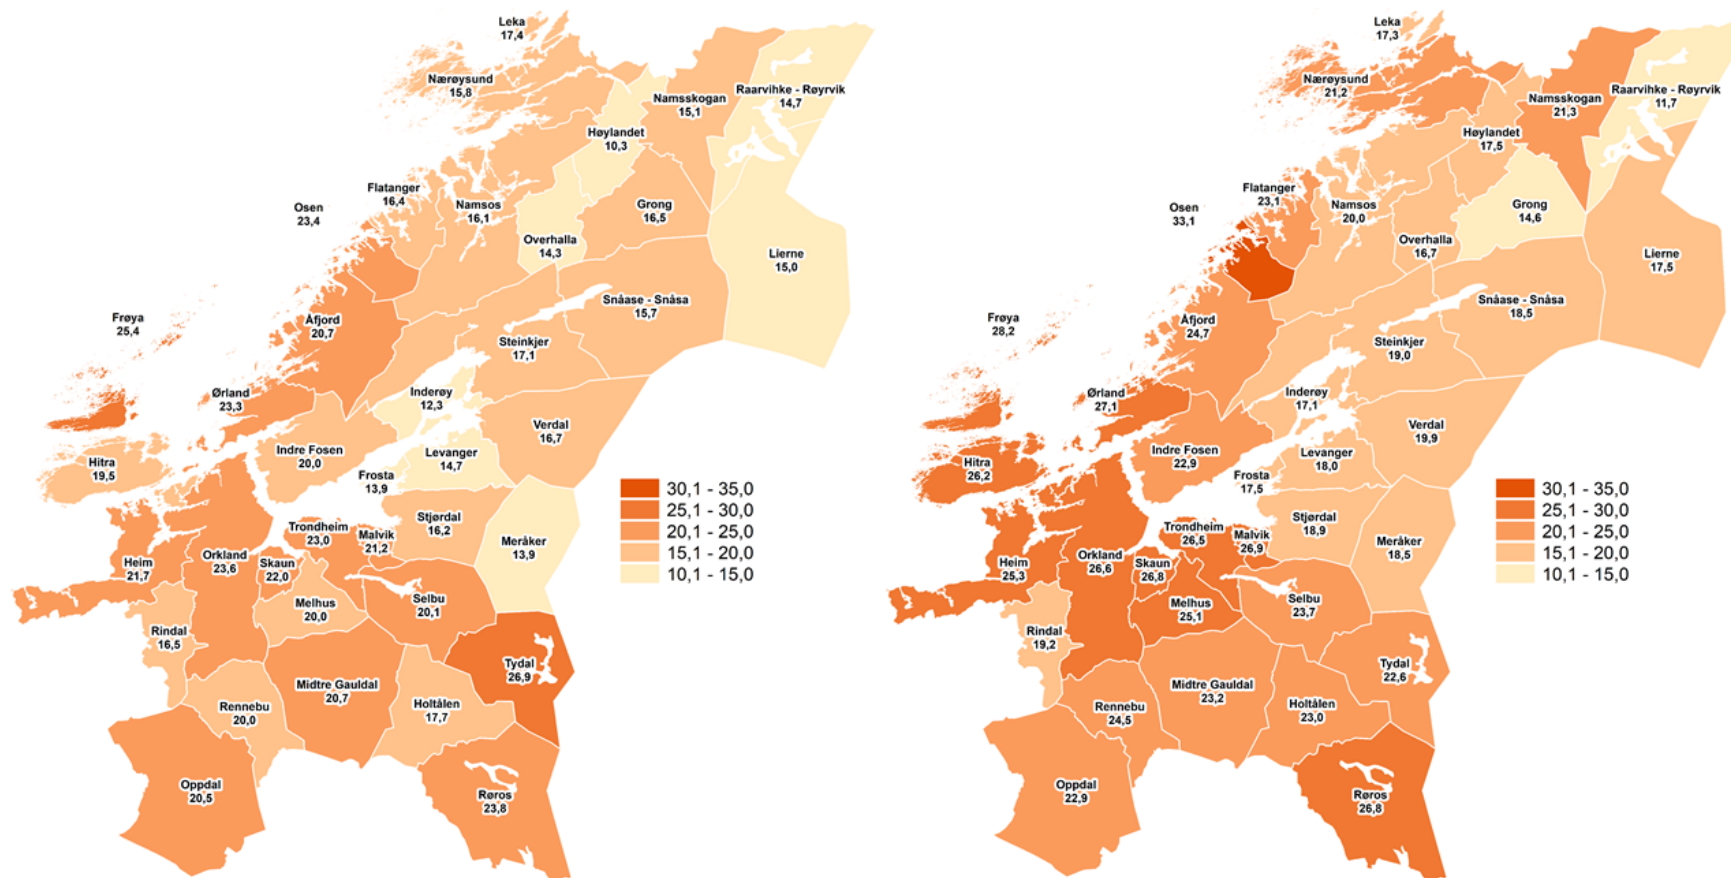 Leka
17,4
Nærøysund
15,8
Namsskogan
15,1
Raarvihke - Røyrvik
14,7
Høylandet
10,3
Flatanger
16,4
Namsos
16,1
Grong
16,5
Osen
23,4
Overhalla
14,3
Lierne
15,0
Snåase - Snåsa
15,7
Frøya
25,4
Åfjord
20,7
Steinkjer
17,1
Ørland
23,3
Inderøy
12,3
Verdal
16,7
Indre Fosen
20,0
Levanger
14,7
Hitra
19,5
Frosta
13,9
Stjørdal
16,2
Trondheim
23,0
Malvik
21,2
Meråker
13,9
Heim
21,7
Orkland
23,6
Skaun
22,0
Melhus
20,0
Selbu
20,1
Rindal
16,5
Tydal
26,9
Midtre Gauldal
20,7
Holtålen
17,7
Rennebu
20,0
Oppdal
20,5
Røros
23,8
30,1 - 35,0
25,1 - 30,0
20,1 - 25,0
15,1 - 20,0
10,1 - 15,0
Leka
17,3
Nærøysund
21,2
Namsskogan
21,3
Raarvihke - Røyrvik
11,7
Høylandet
17,5
Flatanger
23,1
Namsos
20,0
Grong
14,6
Osen
33,1
Overhalla
16,7
Lierne
17,5
Snåase - Snåsa
18,5
Frøya
28,2
Åfjord
24,7
Steinkjer
19,0
Ørland
27,1
Inderøy
17,1
Verdal
19,9
Indre Fosen
22,9
Levanger
18,0
Hitra
26,2
Frosta
17,5
Stjørdal
18,9
Trondheim
26,5
Malvik
26,9
Meråker
18,5
Heim
25,3
Orkland
26,6
Skaun
26,8
Melhus
25,1
Selbu
23,7
Rindal
19,2
Tydal
22,6
Midtre Gauldal
23,2
Holtålen
23,0
Rennebu
24,5
Oppdal
22,9
Røros
26,8
30,1 - 35,0
25,1 - 30,0
20,1 - 25,0
15,1 - 20,0
10,1 - 15,0